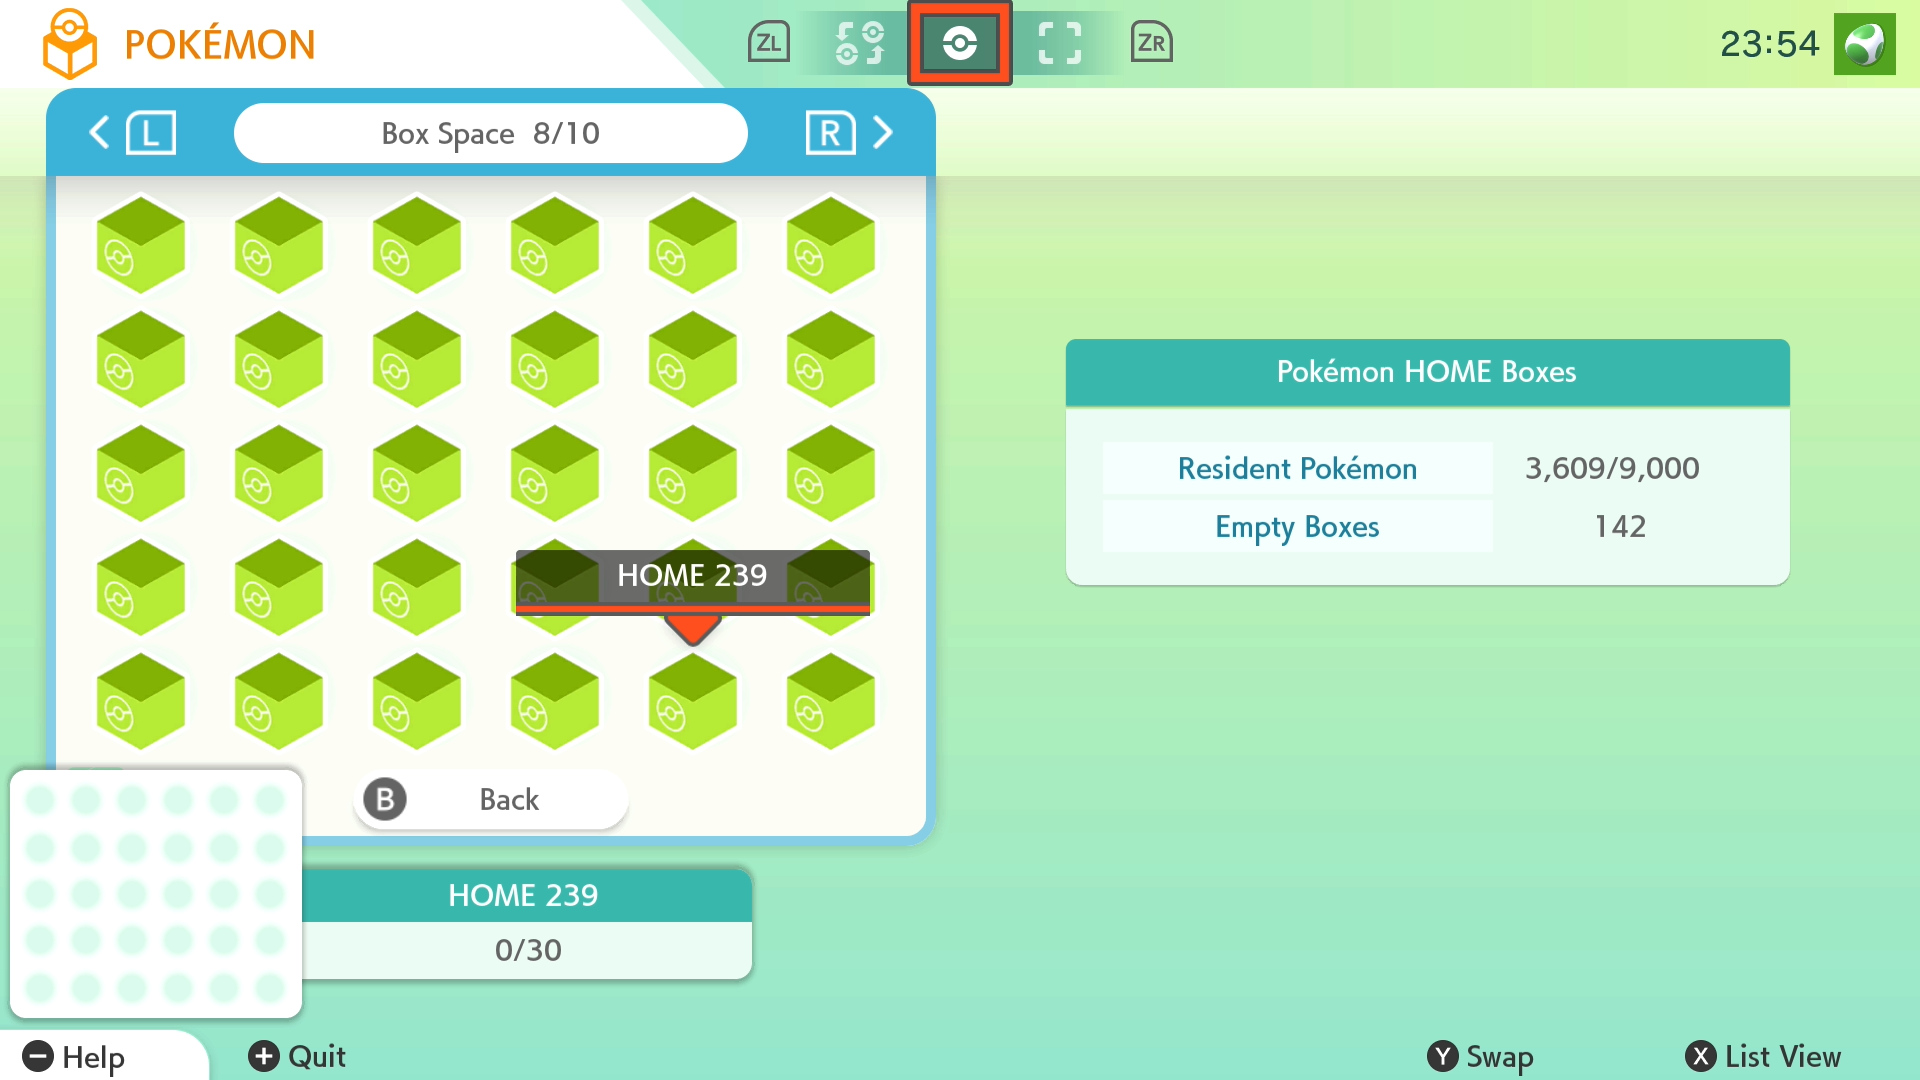 POKÉMON
ZL
ZR
23:54
L
Box Space 8/10
R
HOME 239
Pokémon HOME Boxes
Resident Pokémon 3,609/9,000
Empty Boxes 142
B Back
HOME 239
0/30
Help
Quit
Y Swap
X List View